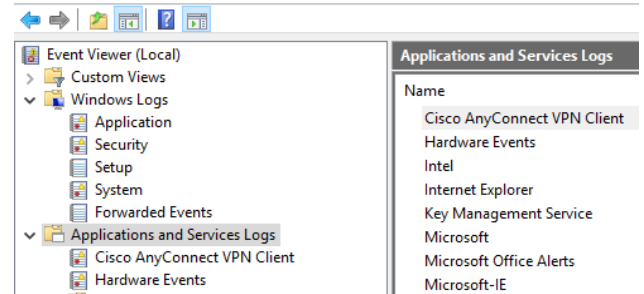 Event Viewer (Local)
Custom Views
Windows Logs
Application
Security
Setup
System
Forwarded Events
Applications and Services Logs
Cisco AnyConnect VPN Client
Hardware Events
Applications and Services Logs
Name
Cisco AnyConnect VPN Client
Hardware Events
Intel
Internet Explorer
Key Management Service
Microsoft
Microsoft Office Alerts
Microsoft-IE